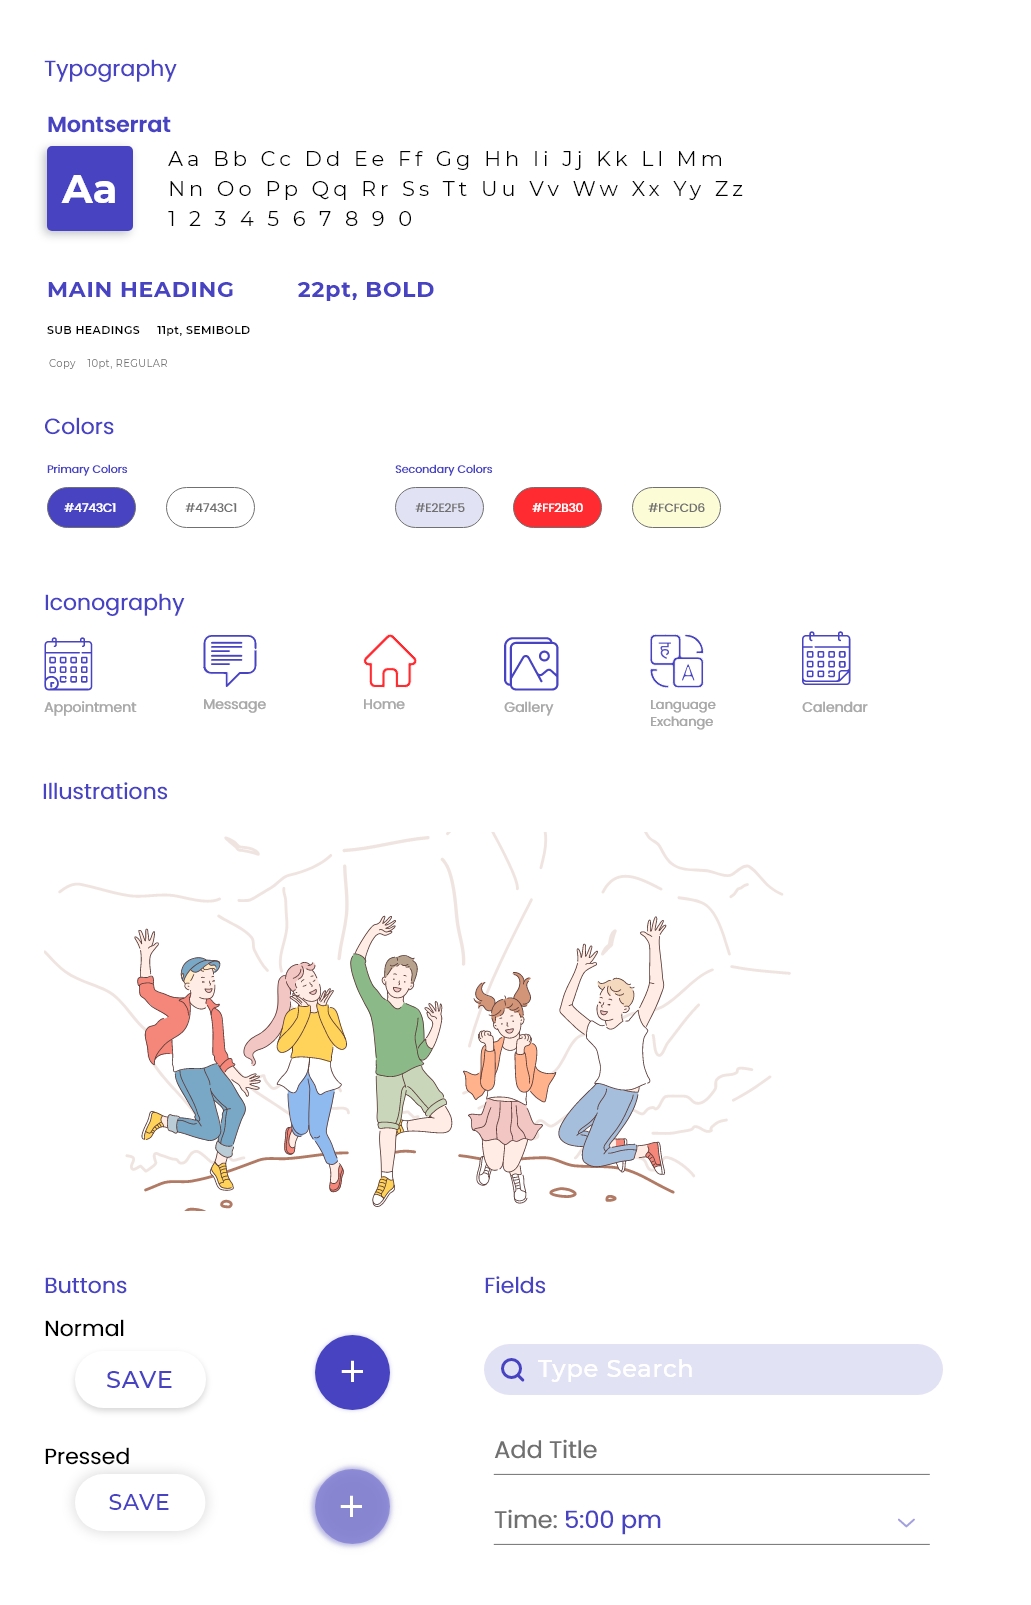 Typography
Montserrat
Aa
Aa Bb Cc Dd Ee Ff Gg Hh Ii Jj Kk Ll Mm
Nn Oo Pp Qq Rr Ss Tt Uu Vv Ww Xx Yy Zz
1 2 3 4 5 6 7 8 9 0
MAIN HEADING 22pt, BOLD
SUB HEADINGS 11pt, SEMIBOLD
Copy 10pt, REGULAR
Colors
Primary Colors
#4743C1 #4743C1
Secondary Colors
#E2E2F5 #FF2B30 #FCFCD6
Iconography
ह
A
Appointment
Message
Home
Gallery
Language
Exchange
Calendar
Illustrations
Buttons
Normal
SAVE
+
Pressed
SAVE
+
Fields
Type Search
Add Title
Time: 5:00 pm